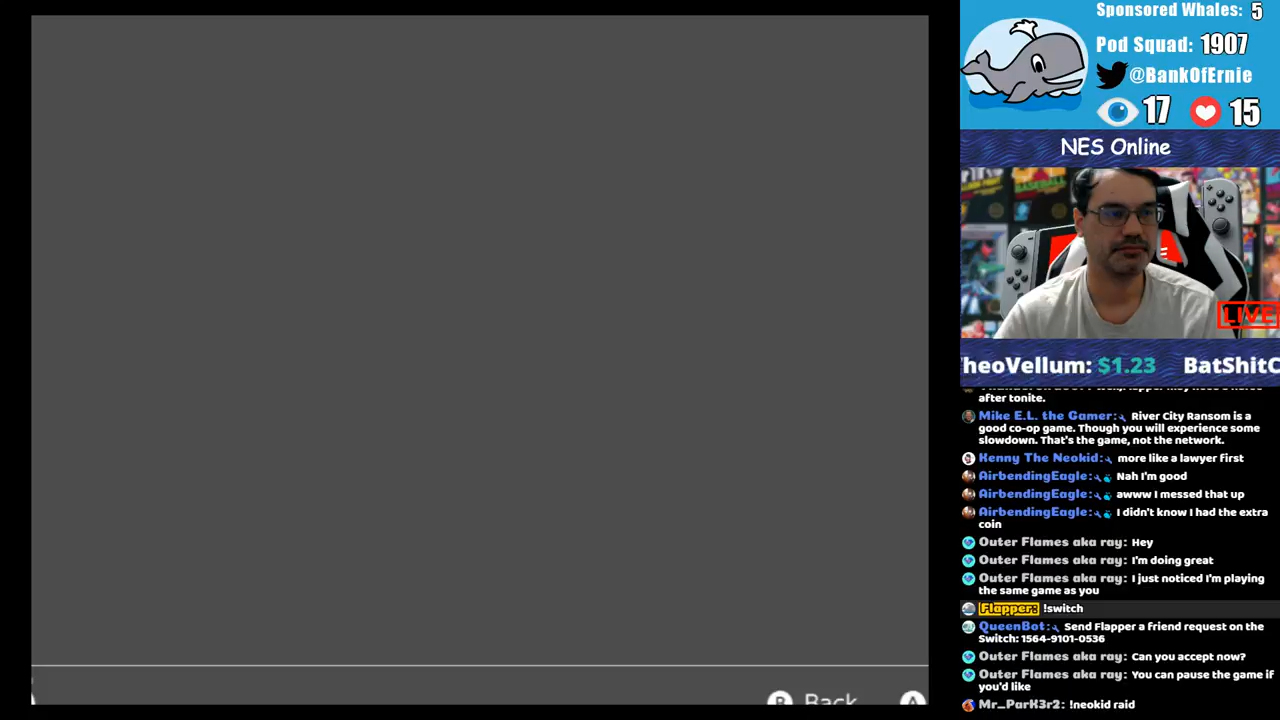 Sponsored Whales: 5
Pod Squad: 1907
@BankOfErnie
17 15
NES Online
LIVE
heoVellum: $1.23 BatShitC
after tonite.
Mike E.L. the Gamer: River City Ransom is a
good co-op game. Though you will experience some
slowdown. That's the game, not the network.
Kenny The Neokid: more like a lawyer first
AirbendingEagle: Nah I'm good
AirbendingEagle: awww I messed that up
AirbendingEagle: I didn't know I had the extra
coin
Outer Flames aka ray: Hey
Outer Flames aka ray: I'm doing great
Outer Flames aka ray: I just noticed I'm playing
the same game as you
Flapper: !switch
QueenBot: Send Flapper a friend request on the
Switch: 1564-9101-0536
Outer Flames aka ray: Can you accept now?
Outer Flames aka ray: You can pause the game if
you'd like
Mr_ParK3r2: !neokid raid
B Back A